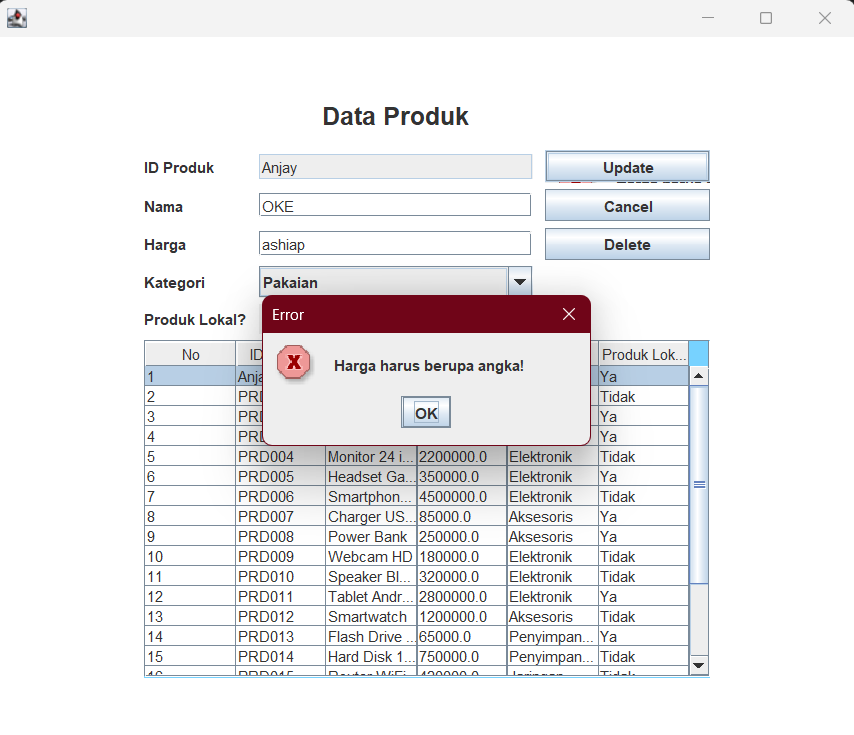 Data Produk
ID Produk Anjay Update
Nama OKE Cancel
Harga ashiap Delete
Kategori Pakaian
Produk Lokal?
Error
Harga harus berupa angka!
OK
No ID Produk Lok...
1 Anja Ya
2 PRD Tidak
3 PRD Ya
4 PRD Ya
5 PRD004 Monitor 24 i... 2200000.0 Elektronik Tidak
6 PRD005 Headset Ga... 350000.0 Elektronik Ya
7 PRD006 Smartphon... 4500000.0 Elektronik Tidak
8 PRD007 Charger US... 85000.0 Aksesoris Ya
9 PRD008 Power Bank 250000.0 Aksesoris Ya
10 PRD009 Webcam HD 180000.0 Elektronik Tidak
11 PRD010 Speaker Bl... 320000.0 Elektronik Tidak
12 PRD011 Tablet Andr... 2800000.0 Elektronik Ya
13 PRD012 Smartwatch 1200000.0 Aksesoris Tidak
14 PRD013 Flash Drive ... 65000.0 Penyimpan... Ya
15 PRD014 Hard Disk 1... 750000.0 Penyimpan... Tidak